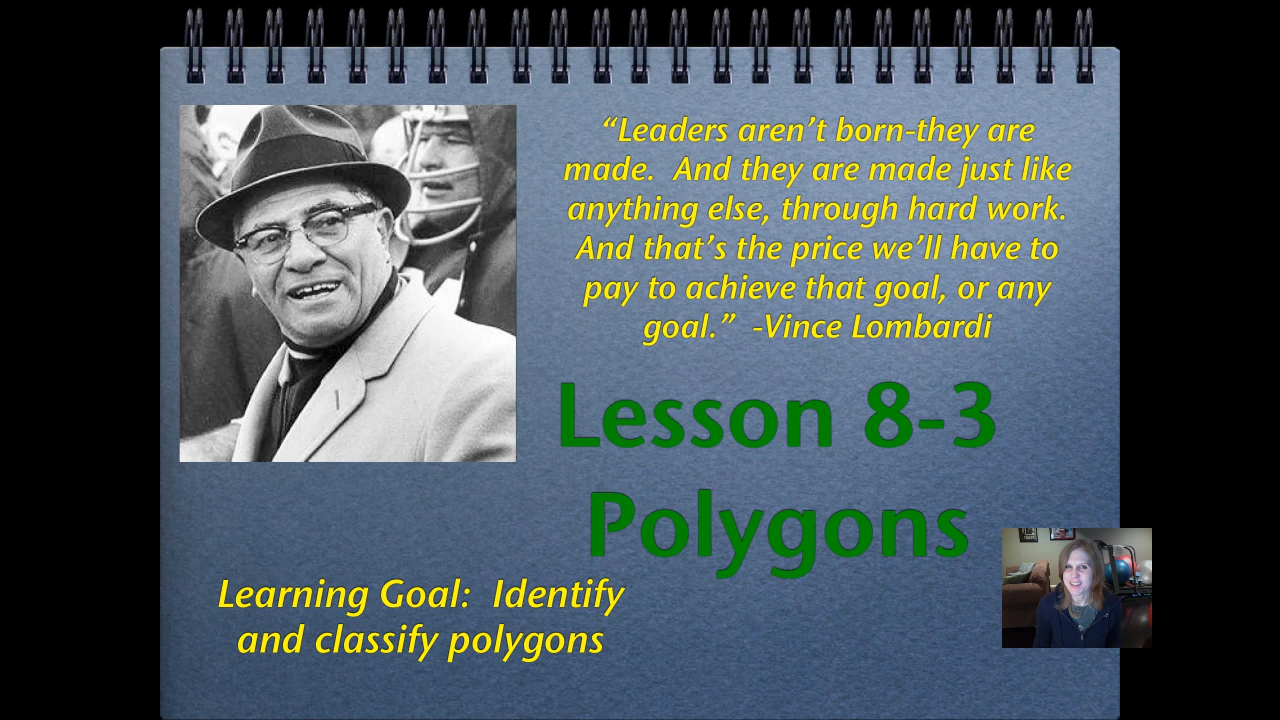 “Leaders aren’t born-they are
made.  And they are made just like
anything else, through hard work.
And that’s the price we’ll have to
pay to achieve that goal, or any
goal.”  -Vince Lombardi
Lesson 8-3
Polygons
Learning Goal:  Identify
and classify polygons